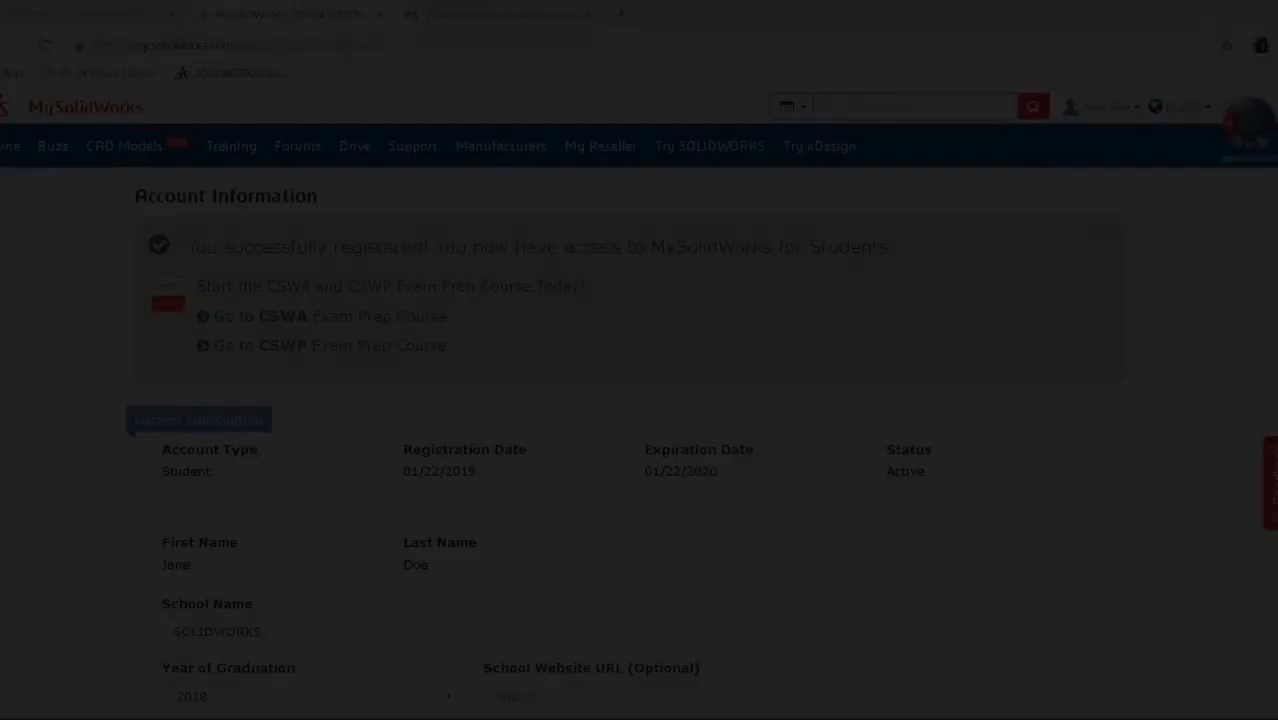 MySolidWorks
Buzz CAD Models Training Forums Drive Support Manufacturers My Reseller Try SOLIDWORKS Try xDesign
Account Information
You successfully registered! You now have access to MySolidWorks for Students
Start the CSWA and CSWP Exam Prep Course Today!
Go to CSWA Exam Prep Course
Go to CSWP Exam Prep Course
Account Type Registration Date Expiration Date Status
Student 01/22/2019 01/22/2020 Active
First Name Last Name
Jane Doe
School Name
SOLIDWORKS
Year of Graduation School Website URL (Optional)